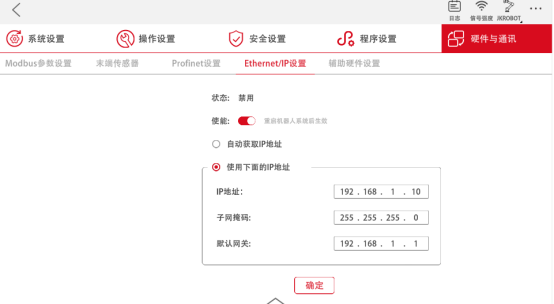 日志 信号强度 JKROBOT
系统设置 操作设置 安全设置 程序设置 硬件与通讯
Modbus参数设置 末端传感器 Profinet设置 Ethernet/IP设置 辅助硬件设置
状态: 禁用
使能: 重启机器人系统后生效
自动获取IP地址
使用下面的IP地址
IP地址: 192 . 168 . 1 . 10
子网掩码: 255 . 255 . 255 . 0
默认网关: 192 . 168 . 1 . 1
确定